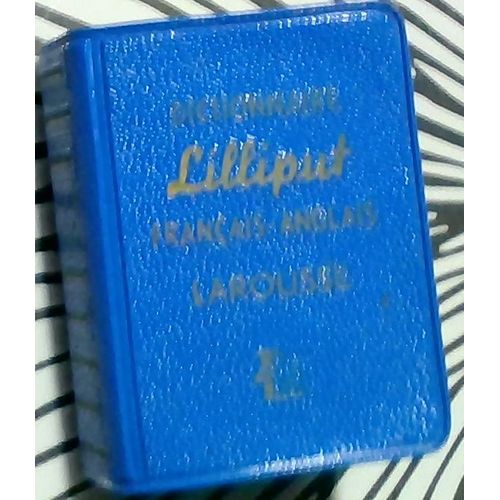 DICTIONNAIRE
Lilliput
FRANÇAIS-ANGLAIS
LAROUSSE